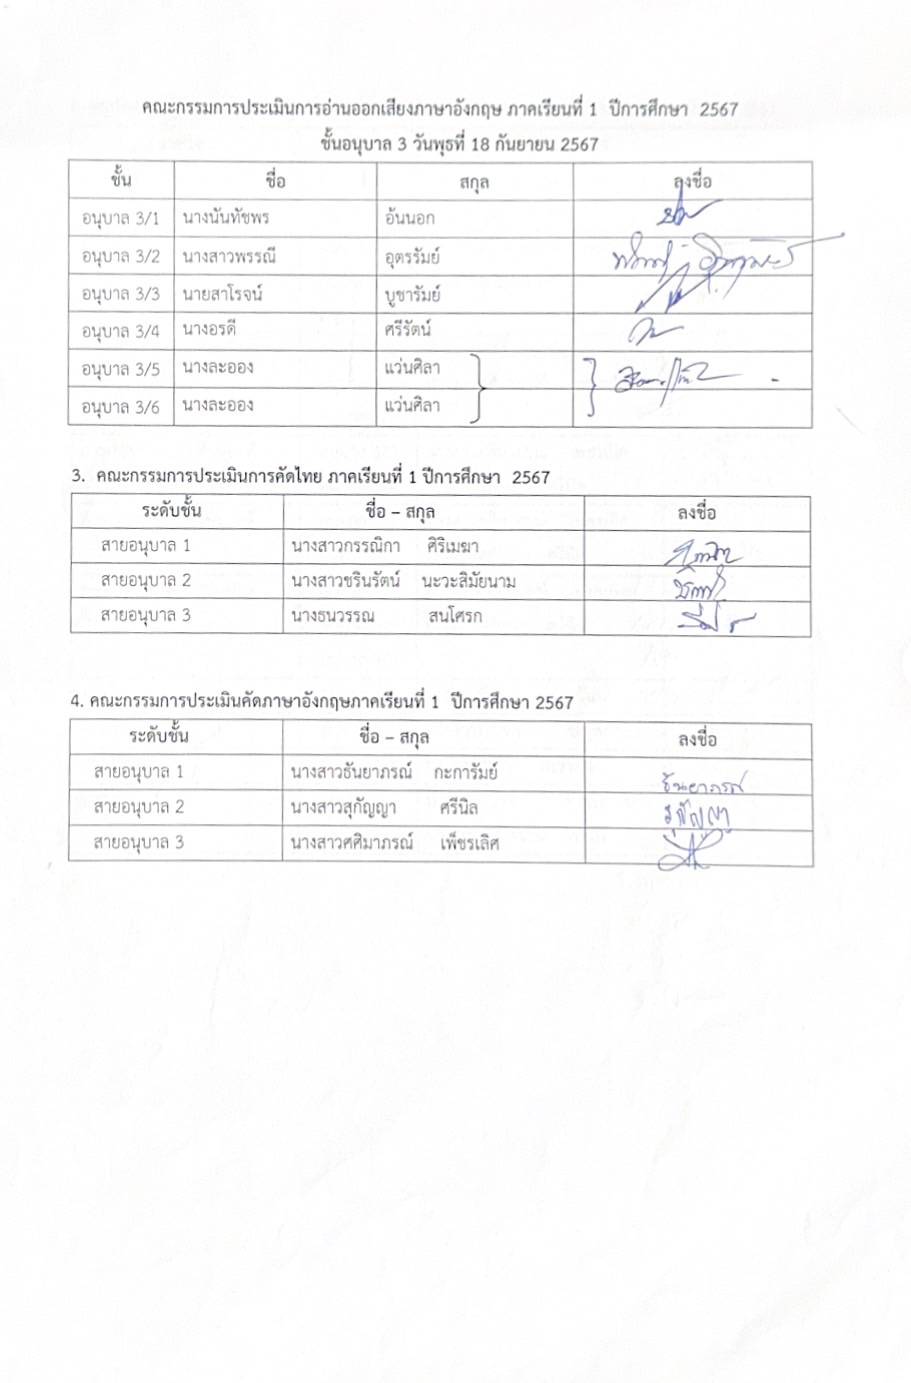 คณะกรรมการประเมินการอ่านออกเสียงภาษาอังกฤษ ภาคเรียนที่ 1 ปีการศึกษา 2567
ชั้นอนุบาล 3 วันพุธที่ 18 กันยายน 2567
ชั้น ชื่อ สกุล ลงชื่อ
อนุบาล 3/1 นางนันทัชพร อ้นนอก
อนุบาล 3/2 นางสาวพรรณี อุตรรัมย์
อนุบาล 3/3 นายสาโรจน์ บูชารัมย์
อนุบาล 3/4 นางอรดี ศรีรัตน์
อนุบาล 3/5 นางละออง แว่นศิลา
อนุบาล 3/6 นางละออง แว่นศิลา
3. คณะกรรมการประเมินการคัดไทย ภาคเรียนที่ 1 ปีการศึกษา 2567
ระดับชั้น ชื่อ – สกุล ลงชื่อ
สายอนุบาล 1 นางสาวกรรณิกา ศิริเมฆา
สายอนุบาล 2 นางสาวชรินรัตน์ นะวะสิมัยนาม
สายอนุบาล 3 นางธนวรรณ สนโศรก
4. คณะกรรมการประเมินคัดภาษาอังกฤษภาคเรียนที่ 1 ปีการศึกษา 2567
ระดับชั้น ชื่อ – สกุล ลงชื่อ
สายอนุบาล 1 นางสาวธันยาภรณ์ กะการัมย์ ธันยาภรณ์
สายอนุบาล 2 นางสาวสุกัญญา ศรีนิล สุกัญญา
สายอนุบาล 3 นางสาวศศิมาภรณ์ เพ็ชรเลิศ